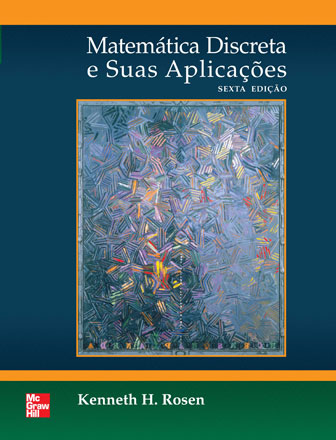 Matemática Discreta
e Suas Aplicações
SEXTA EDIÇÃO
Mc
Graw
Hill
Kenneth H. Rosen